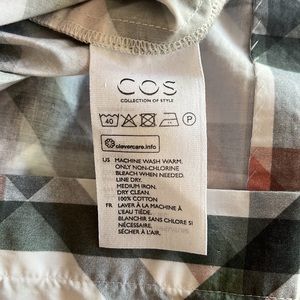 COS
COLLECTION OF STYLE
40
P
clevercare.info
US MACHINE WASH WARM.
ONLY NON-CHLORINE
BLEACH WHEN NEEDED.
LINE DRY.
MEDIUM IRON.
DRY CLEAN.
100% COTTON
FR LAVER À LA MACHINE À
L'EAU TIÈDE.
BLANCHIR SANS CHLORE SI
NÉCESSAIRE.
SÉCHER À L'AIR.